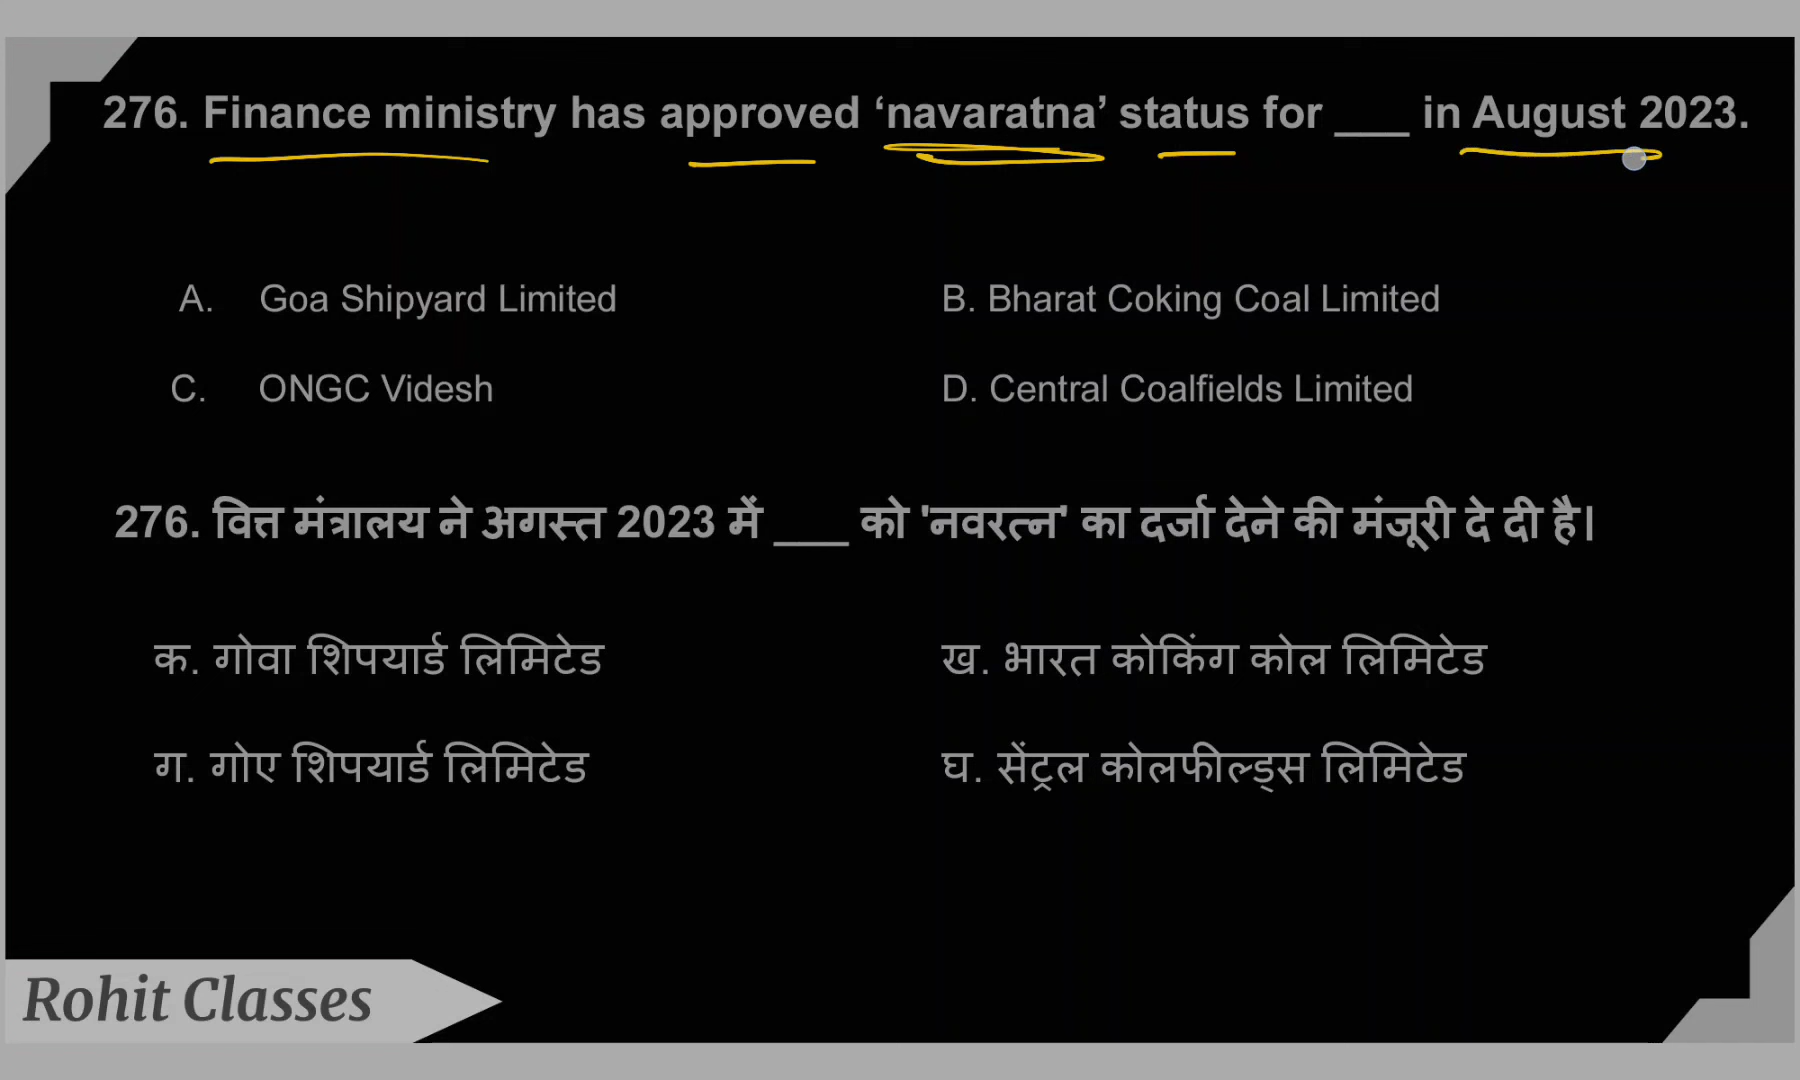 276. Finance ministry has approved ‘navaratna’ status for ___ in August 2023.
A. Goa Shipyard Limited
B. Bharat Coking Coal Limited
C. ONGC Videsh
D. Central Coalfields Limited
276. वित्त मंत्रालय ने अगस्त 2023 में ___ को 'नवरत्न' का दर्जा देने की मंजूरी दे दी है।
क. गोवा शिपयार्ड लिमिटेड
ख. भारत कोकिंग कोल लिमिटेड
ग. गोए शिपयार्ड लिमिटेड
घ. सेंट्रल कोलफील्ड्स लिमिटेड
Rohit Classes